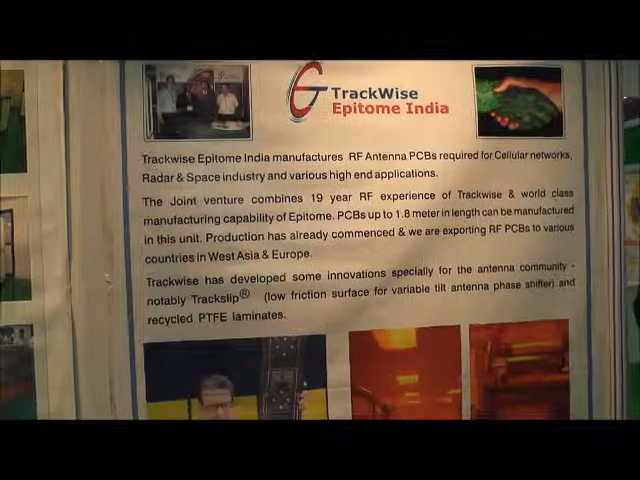 TrackWise
Epitome India
Trackwise Epitome India manufactures RF Antenna PCBs required for Cellular networks,
Radar & Space industry and various high end applications.
The Joint venture combines 19 year RF experience of Trackwise & world class
manufacturing capability of Epitome. PCBs up to 1.8 meter in length can be manufactured
in this unit. Production has already commenced & we are exporting RF PCBs to various
countries in West Asia & Europe.
Trackwise has developed some innovations specially for the antenna community -
notably Trackslip® (low friction surface for variable tilt antenna phase shifter) and
recycled PTFE laminates.